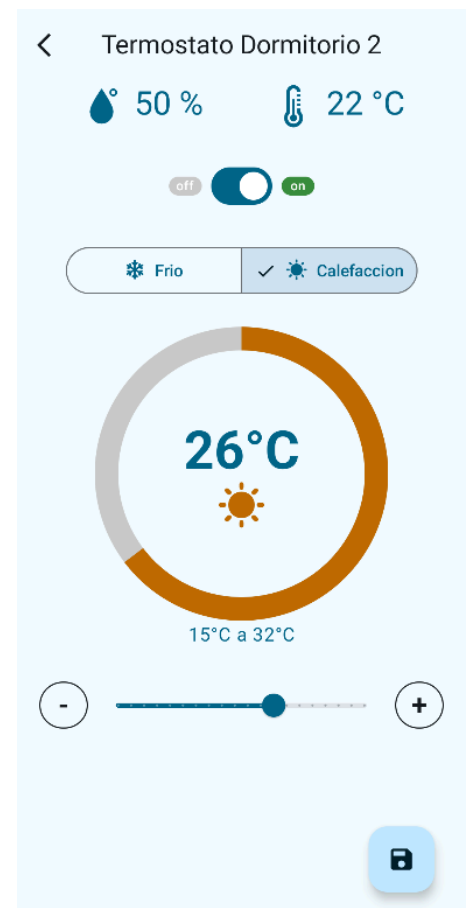 Termostato Dormitorio 2
50 % 22 °C
off on
Frio Calefaccion
26°C
15°C a 32°C
- +